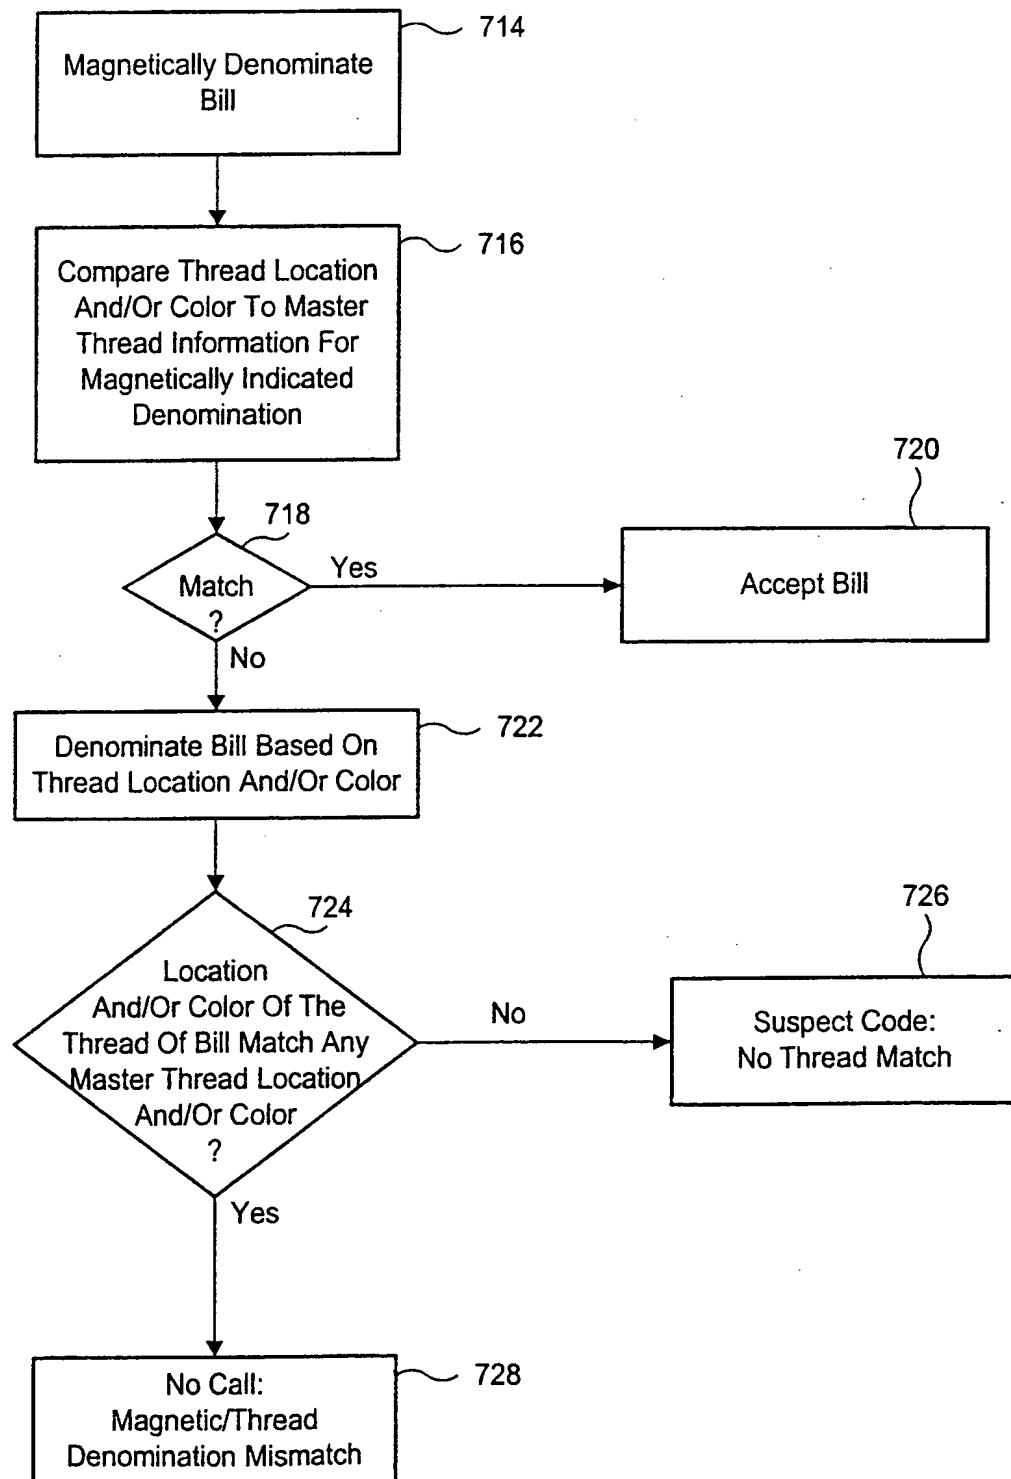 714
Magnetically Denominate
Bill
716
Compare Thread Location
And/Or Color To Master
Thread Information For
Magnetically Indicated
Denomination
718
Match
?
Yes
720
Accept Bill
No
722
Denominate Bill Based On
Thread Location And/Or Color
724
Location
And/Or Color Of The
Thread Of Bill Match Any
Master Thread Location
And/Or Color
?
No
726
Suspect Code:
No Thread Match
Yes
728
No Call:
Magnetic/Thread
Denomination Mismatch